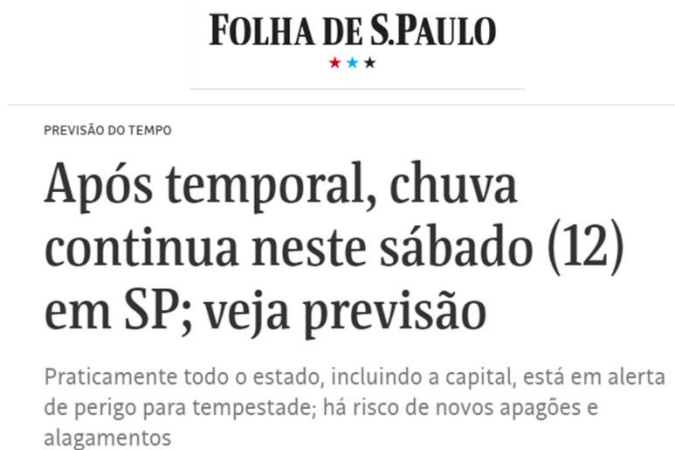 FOLHA DE S.PAULO
PREVISÃO DO TEMPO
Após temporal, chuva
continua neste sábado (12)
em SP; veja previsão
Praticamente todo o estado, incluindo a capital, está em alerta
de perigo para tempestade; há risco de novos apagões e
alagamentos